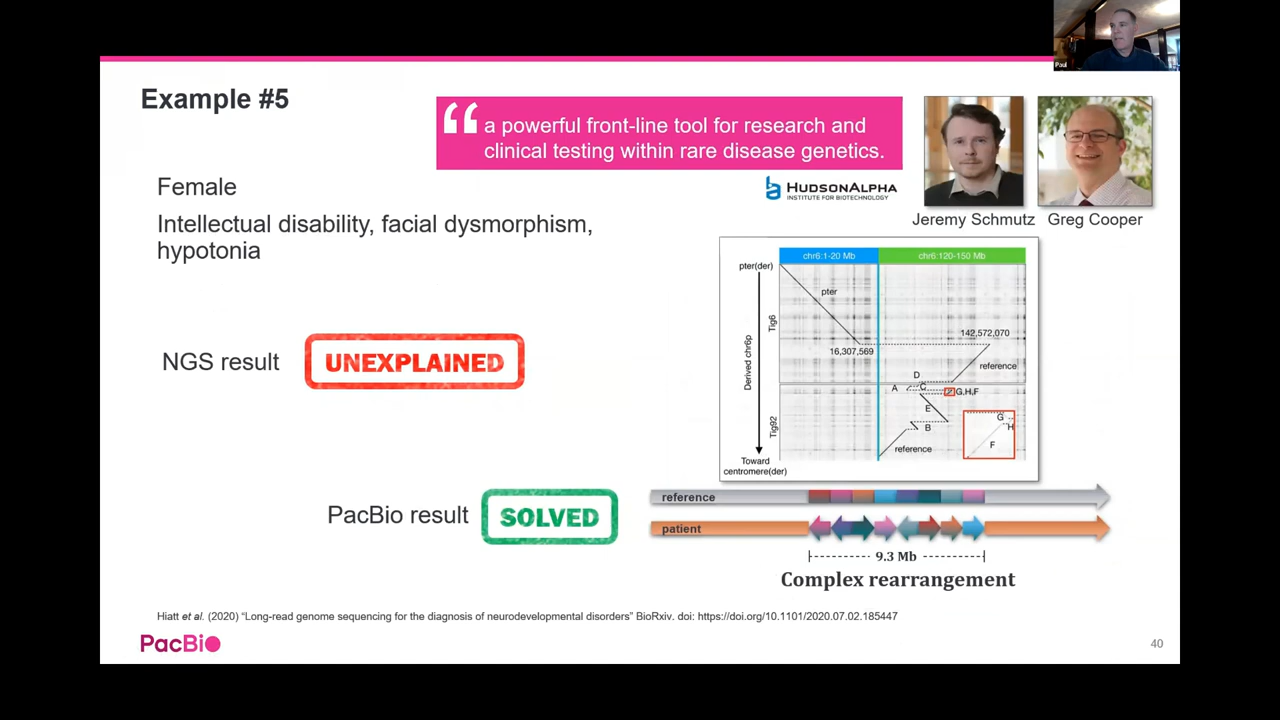 Paul
Example #5
“ a powerful front-line tool for research and
clinical testing within rare disease genetics.
HUDSONALPHA
INSTITUTE FOR BIOTECHNOLOGY
Jeremy Schmutz
Greg Cooper
Female
Intellectual disability, facial dysmorphism,
hypotonia
NGS result
UNEXPLAINED
PacBio result
SOLVED
chr6:1-20 Mb
chr6:120-150 Mb
pter(der)
pter
Tig6
142,572,070
16,307,569
reference
Derived chr6p
D
A
C
G,H,F
E
B
G
H
F
Tig92
reference
Toward
centromere(der)
reference
patient
9.3 Mb
Complex rearrangement
Hiatt et al. (2020) “Long-read genome sequencing for the diagnosis of neurodevelopmental disorders” BioRxiv. doi: https://doi.org/10.1101/2020.07.02.185447
PacBio
40